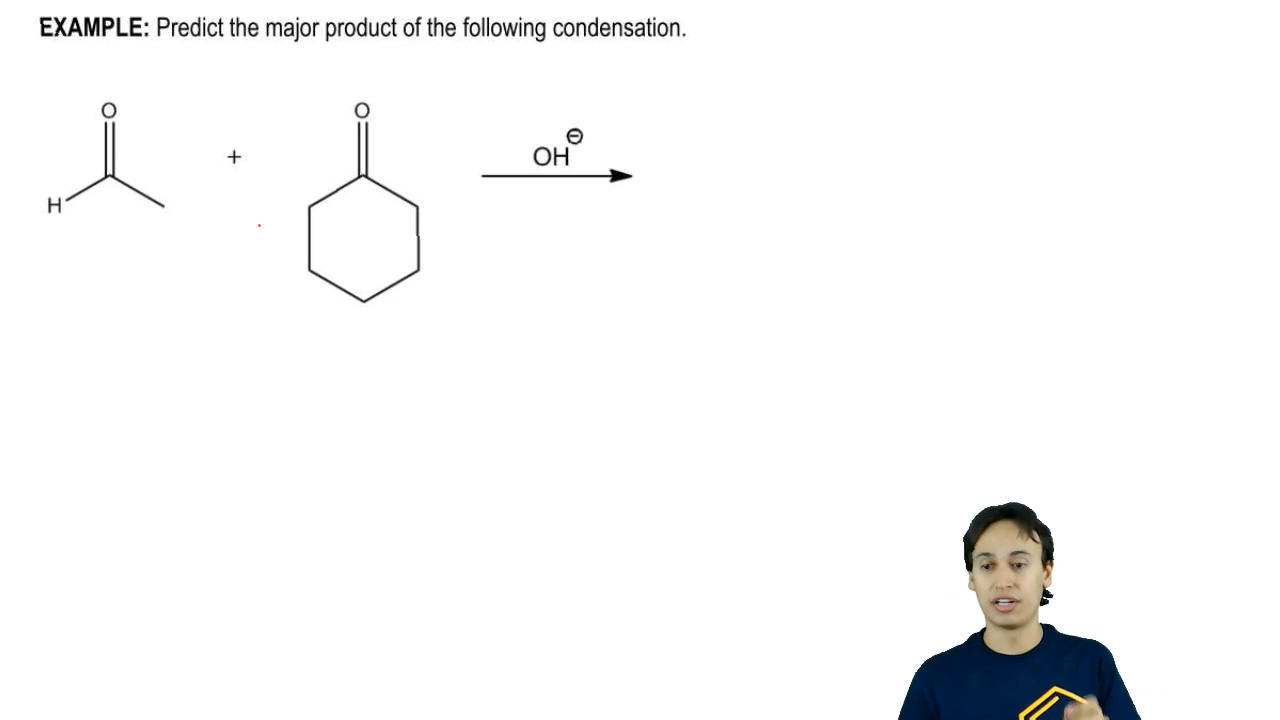 EXAMPLE: Predict the major product of the following condensation.
O
O
⊖
+
OH
H